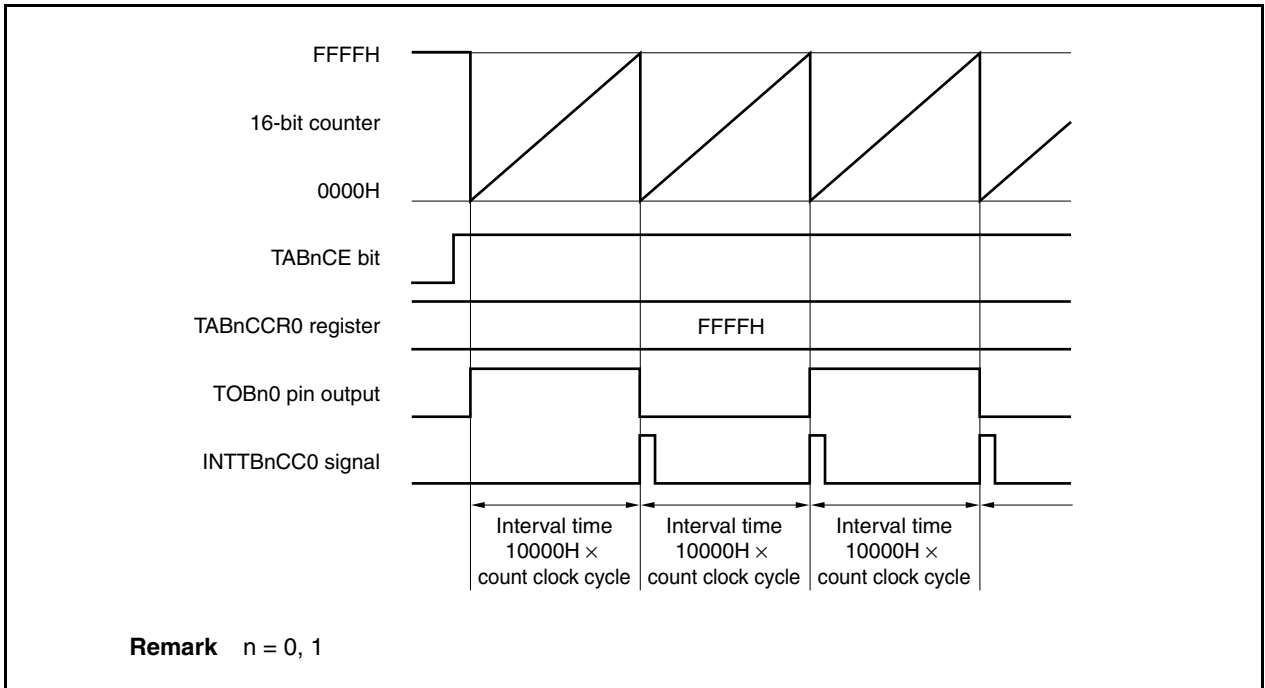 FFFFH
16-bit counter
0000H
TABnCE bit
TABnCCR0 register
FFFFH
TOBn0 pin output
INTTBnCC0 signal
Interval time
10000H ×
count clock cycle
Interval time
10000H ×
count clock cycle
Interval time
10000H ×
count clock cycle
Remark n = 0, 1